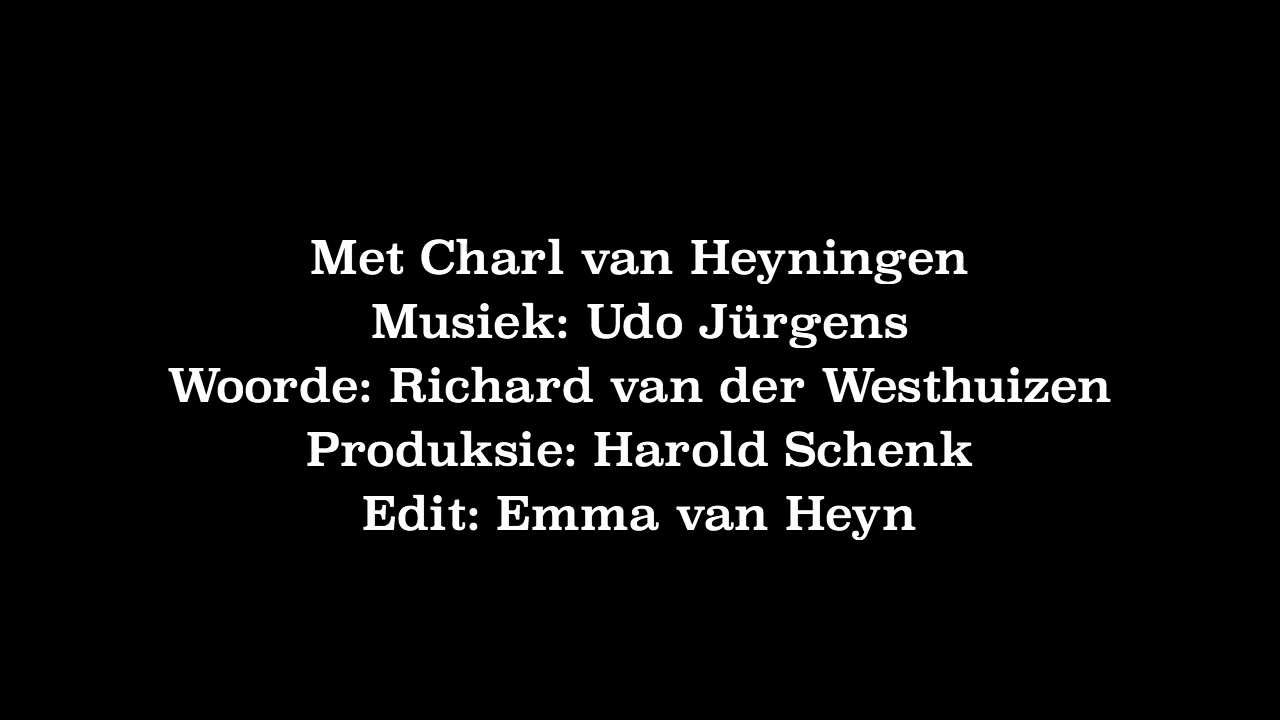 Met Charl van Heyningen
Musiek: Udo Jürgens
Woorde: Richard van der Westhuizen
Produksie: Harold Schenk
Edit: Emma van Heyn